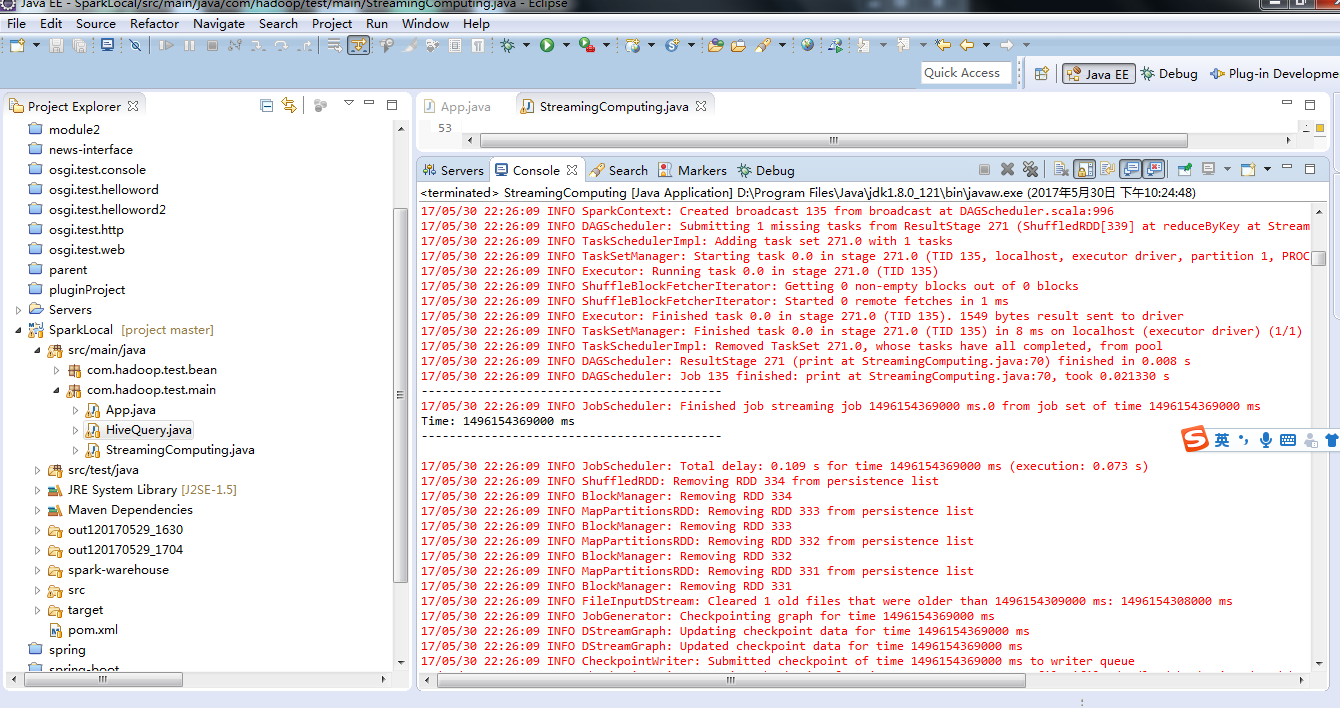 Java EE - SparkLocal/src/main/java/com/hadoop/test/main/StreamingComputing.java - Eclipse
File Edit Source Refactor Navigate Search Project Run Window Help
Quick Access
Java EE
Debug
Plug-in Developme
Project Explorer
module2
news-interface
osgi.test.console
osgi.test.helloword
osgi.test.helloword2
osgi.test.http
osgi.test.web
parent
pluginProject
Servers
SparkLocal [project master]
src/main/java
com.hadoop.test.bean
com.hadoop.test.main
App.java
HiveQuery.java
StreamingComputing.java
src/test/java
JRE System Library [J2SE-1.5]
Maven Dependencies
out120170529_1630
out120170529_1704
spark-warehouse
src
target
pom.xml
spring
spring-boot
App.java
StreamingComputing.java
53
Servers Console Search Markers Debug
<terminated> StreamingComputing [Java Application] D:\Program Files\Java\jdk1.8.0_121\bin\javaw.exe (2017年5月30日 下午10:24:48)
17/05/30 22:26:09 INFO SparkContext: Created broadcast 135 from broadcast at DAGScheduler.scala:996
17/05/30 22:26:09 INFO DAGScheduler: Submitting 1 missing tasks from ResultStage 271 (ShuffledRDD[339] at reduceByKey at Stream
17/05/30 22:26:09 INFO TaskSchedulerImpl: Adding task set 271.0 with 1 tasks
17/05/30 22:26:09 INFO TaskSetManager: Starting task 0.0 in stage 271.0 (TID 135, localhost, executor driver, partition 1, PROC
17/05/30 22:26:09 INFO Executor: Running task 0.0 in stage 271.0 (TID 135)
17/05/30 22:26:09 INFO ShuffleBlockFetcherIterator: Getting 0 non-empty blocks out of 0 blocks
17/05/30 22:26:09 INFO ShuffleBlockFetcherIterator: Started 0 remote fetches in 1 ms
17/05/30 22:26:09 INFO Executor: Finished task 0.0 in stage 271.0 (TID 135). 1549 bytes result sent to driver
17/05/30 22:26:09 INFO TaskSetManager: Finished task 0.0 in stage 271.0 (TID 135) in 8 ms on localhost (executor driver) (1/1)
17/05/30 22:26:09 INFO TaskSchedulerImpl: Removed TaskSet 271.0, whose tasks have all completed, from pool
17/05/30 22:26:09 INFO DAGScheduler: ResultStage 271 (print at StreamingComputing.java:70) finished in 0.008 s
17/05/30 22:26:09 INFO DAGScheduler: Job 135 finished: print at StreamingComputing.java:70, took 0.021330 s
-------------------------------------------
17/05/30 22:26:09 INFO JobScheduler: Finished job streaming job 1496154369000 ms.0 from job set of time 1496154369000 ms
Time: 1496154369000 ms
-------------------------------------------
17/05/30 22:26:09 INFO JobScheduler: Total delay: 0.109 s for time 1496154369000 ms (execution: 0.073 s)
17/05/30 22:26:09 INFO ShuffledRDD: Removing RDD 334 from persistence list
17/05/30 22:26:09 INFO BlockManager: Removing RDD 334
17/05/30 22:26:09 INFO MapPartitionsRDD: Removing RDD 333 from persistence list
17/05/30 22:26:09 INFO BlockManager: Removing RDD 333
17/05/30 22:26:09 INFO MapPartitionsRDD: Removing RDD 332 from persistence list
17/05/30 22:26:09 INFO BlockManager: Removing RDD 332
17/05/30 22:26:09 INFO MapPartitionsRDD: Removing RDD 331 from persistence list
17/05/30 22:26:09 INFO BlockManager: Removing RDD 331
17/05/30 22:26:09 INFO FileInputDStream: Cleared 1 old files that were older than 1496154309000 ms: 1496154308000 ms
17/05/30 22:26:09 INFO JobGenerator: Checkpointing graph for time 1496154369000 ms
17/05/30 22:26:09 INFO DStreamGraph: Updating checkpoint data for time 1496154369000 ms
17/05/30 22:26:09 INFO DStreamGraph: Updated checkpoint data for time 1496154369000 ms
17/05/30 22:26:09 INFO CheckpointWriter: Submitted checkpoint of time 1496154369000 ms to writer queue
英